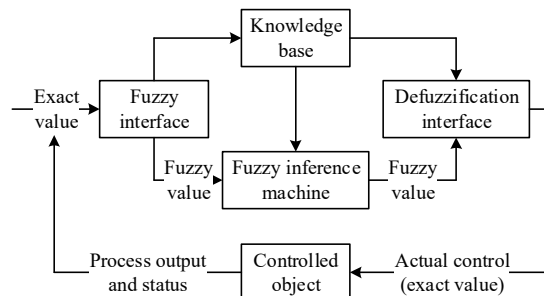 Knowledge
base
Exact
value
Fuzzy
interface
Defuzzification
interface
Fuzzy
value
Fuzzy inference
machine
Fuzzy
value
Process output
and status
Controlled
object
Actual control
(exact value)